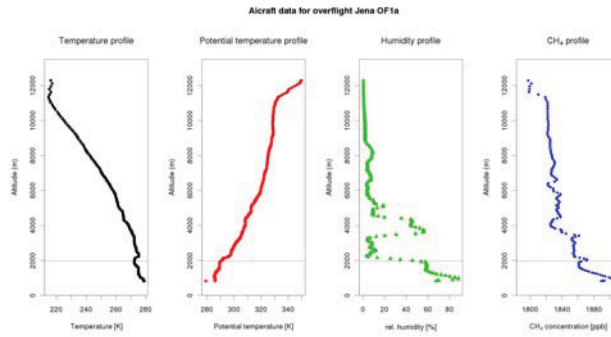 Aicraft data for overflight Jena OF1a
Temperature profile
Potential temperature profile
Humidity profile
CH₄ profile
Altitude (m)
0 2000 4000 6000 8000 10000 12000
220 240 260 280
Temperature [K]
Altitude (m)
0 2000 4000 6000 8000 10000 12000
280 300 320 340
Potential temperature [K]
Altitude (m)
0 2000 4000 6000 8000 10000 12000
0 20 40 60 80
rel. humidity [%]
Altitude (m)
0 2000 4000 6000 8000 10000 12000
1800 1840 1880
CH₄ concentration [ppb]